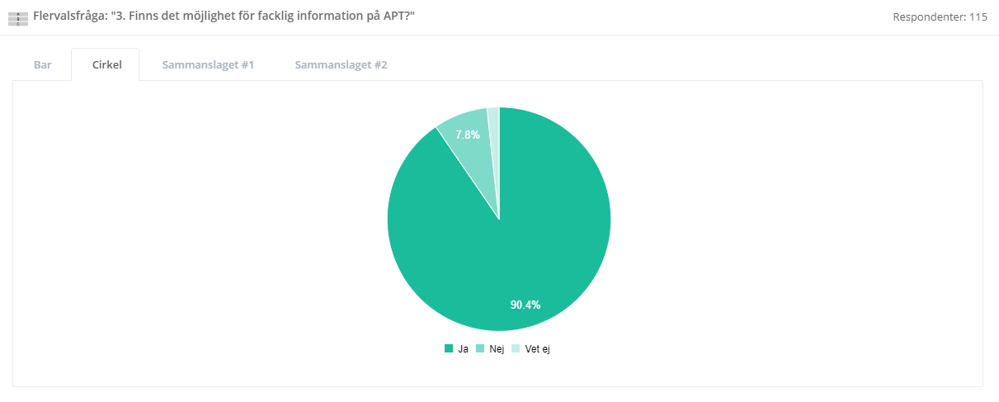 Flervalsfråga: "3. Finns det möjlighet för facklig information på APT?"
Respondenter: 115
Bar Cirkel Sammanslaget #1 Sammanslaget #2
7.8%
90.4%
Ja Nej Vet ej